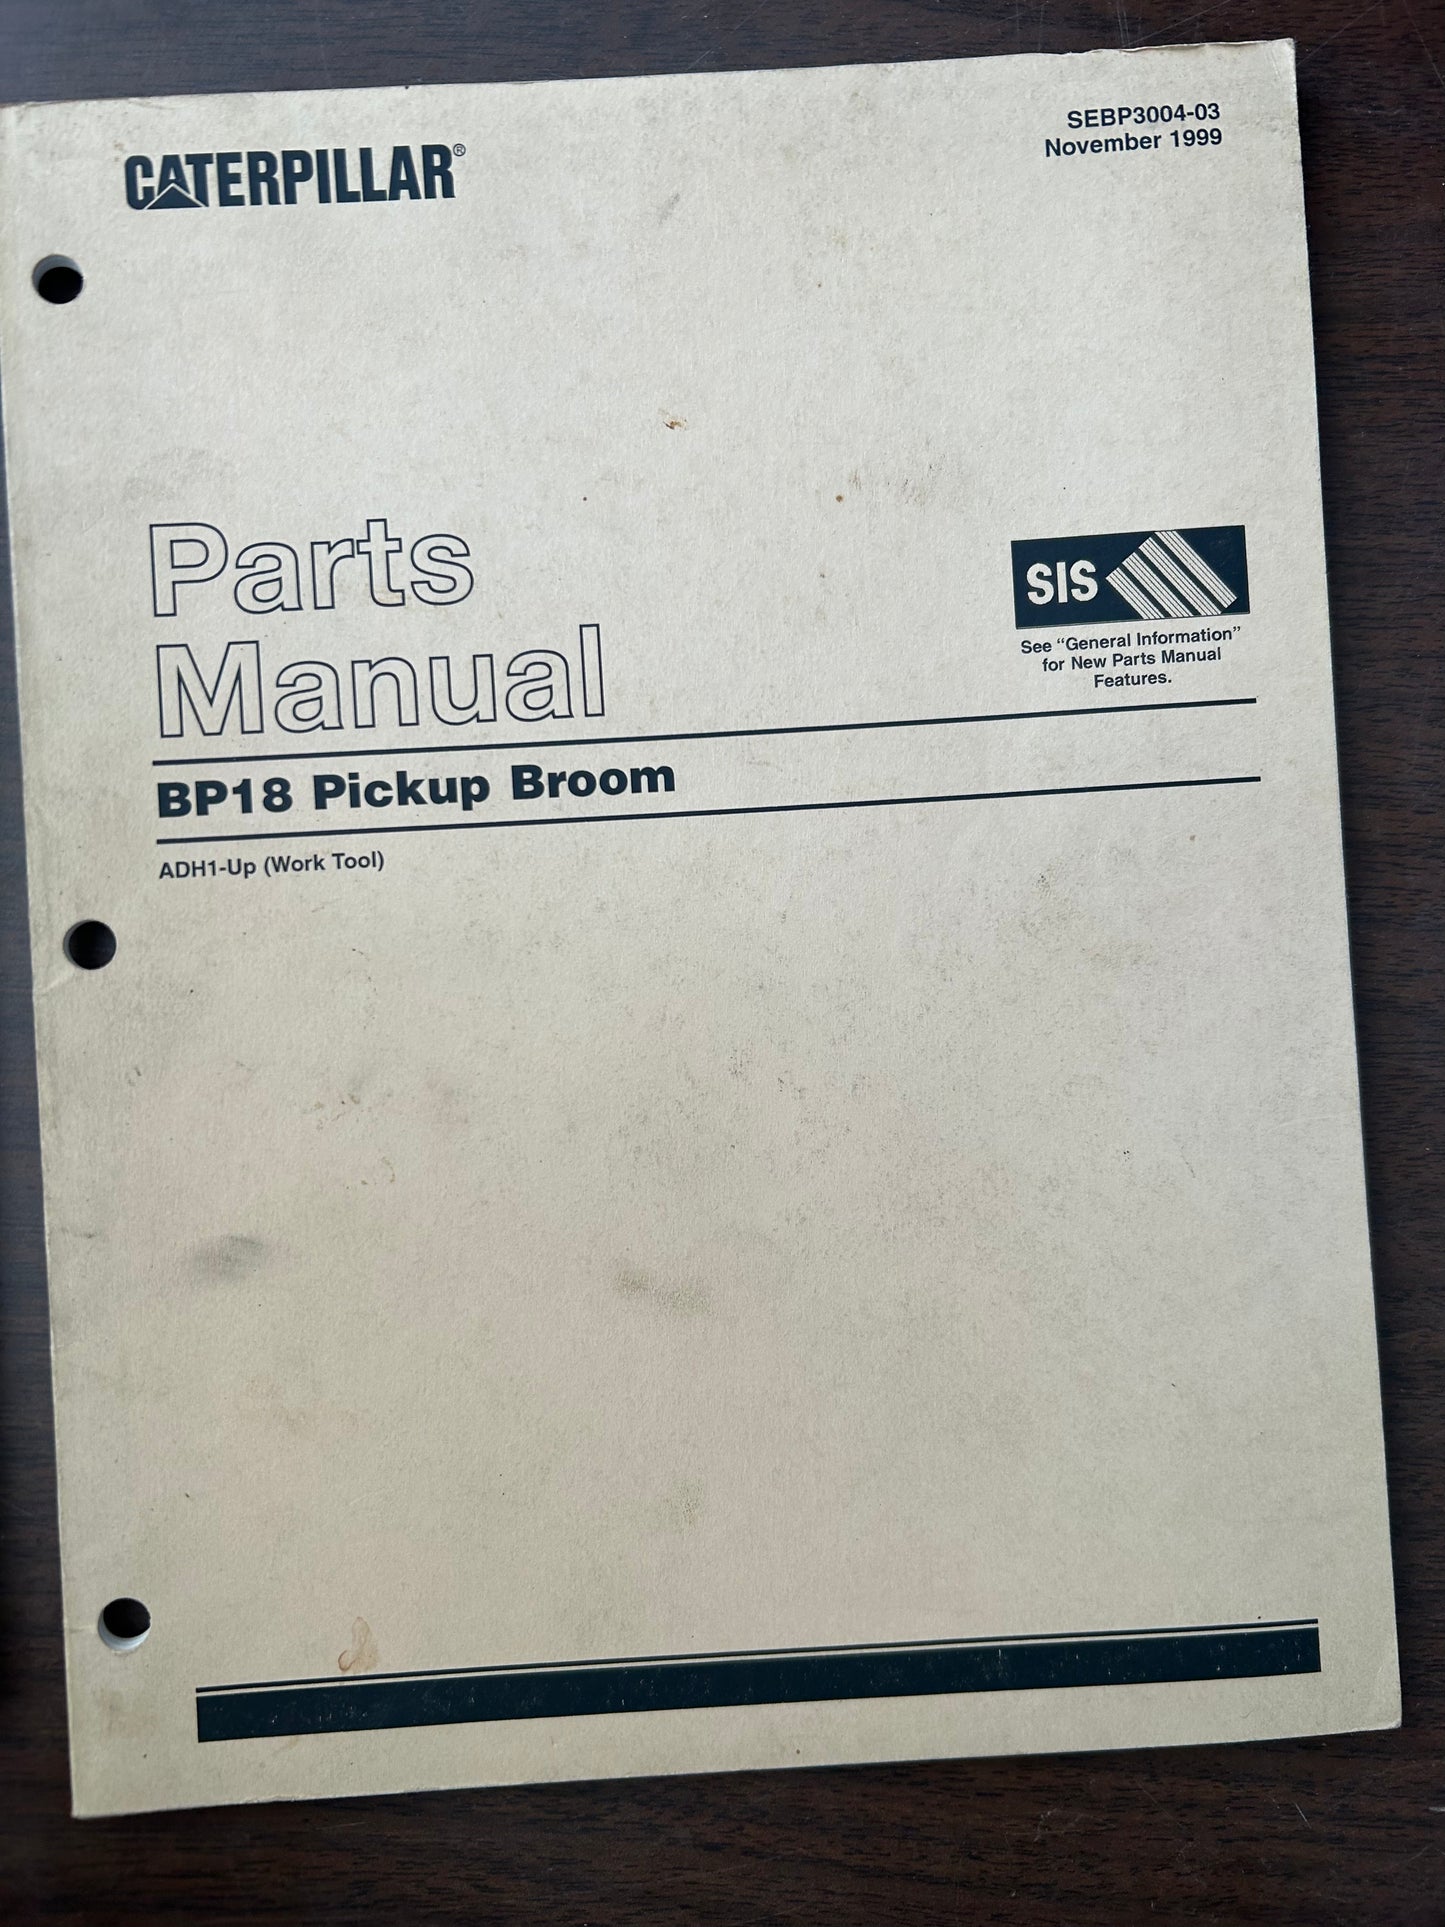 SEBP3004-03
November 1999
CATERPILLAR®
Parts
Manual
SIS
See “General Information”
for New Parts Manual
Features.
BP18 Pickup Broom
ADH1-Up (Work Tool)